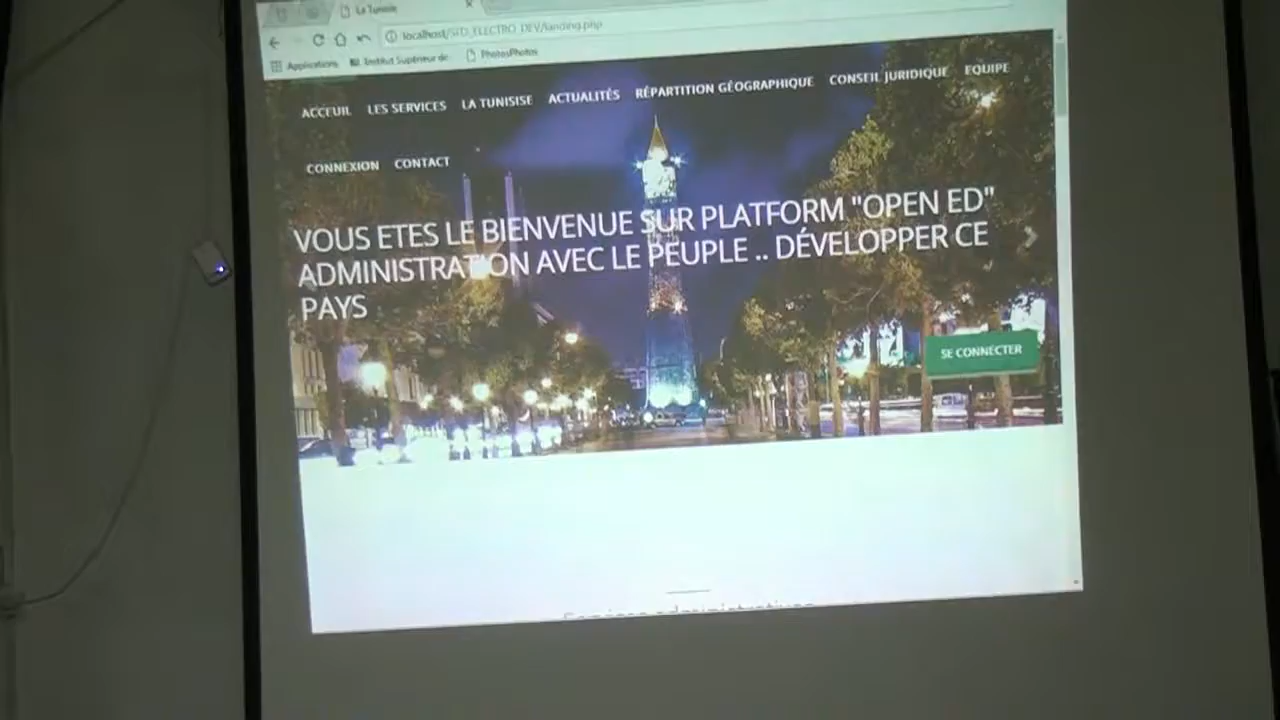 La Tunisie
localhost/SFD_ELECTRO_DEV/landing.php
Applications Institut Supérieur de PhotosPhotos
ACCEUIL LES SERVICES LA TUNISISE ACTUALITÉS RÉPARTITION GÉOGRAPHIQUE CONSEIL JURIDIQUE EQUIPE
CONNEXION CONTACT
VOUS ETES LE BIENVENUE SUR PLATFORM "OPEN ED"
ADMINISTRATION AVEC LE PEUPLE .. DÉVELOPPER CE
PAYS
SE CONNECTER